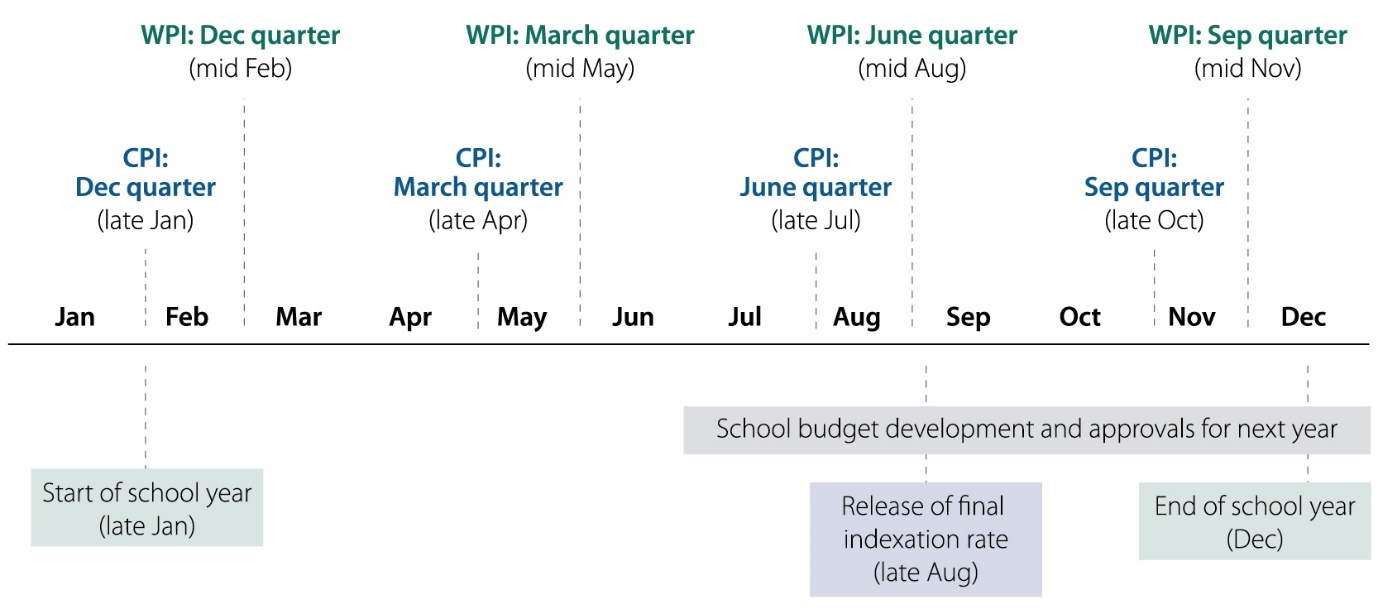 WPI: Dec quarter
(mid Feb)
WPI: March quarter
(mid May)
WPI: June quarter
(mid Aug)
WPI: Sep quarter
(mid Nov)
CPI:
Dec quarter
(late Jan)
CPI:
March quarter
(late Apr)
CPI:
June quarter
(late Jul)
CPI:
Sep quarter
(late Oct)
Jan Feb Mar Apr May Jun Jul Aug Sep Oct Nov Dec
School budget development and approvals for next year
Start of school year
(late Jan)
Release of final
indexation rate
(late Aug)
End of school year
(Dec)